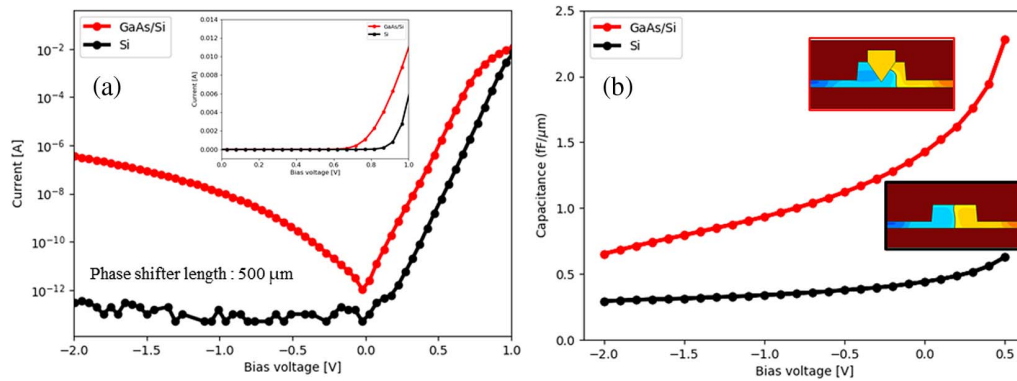 (a)
GaAs/Si
Si
Current [A]
10⁻²
10⁻⁴
10⁻⁶
10⁻⁸
10⁻¹⁰
10⁻¹²
-2.0 -1.5 -1.0 -0.5 0.0 0.5 1.0
Bias voltage [V]
Phase shifter length : 500 μm
GaAs/Si
Si
Current [A]
0.014
0.012
0.010
0.008
0.006
0.004
0.002
0.000
0.0 0.2 0.4 0.6 0.8 1.0
Bias voltage [V]
(b)
GaAs/Si
Si
Capacitance (fF/μm)
2.5
2.0
1.5
1.0
0.5
0.0
-2.0 -1.5 -1.0 -0.5 0.0 0.5
Bias voltage [V]